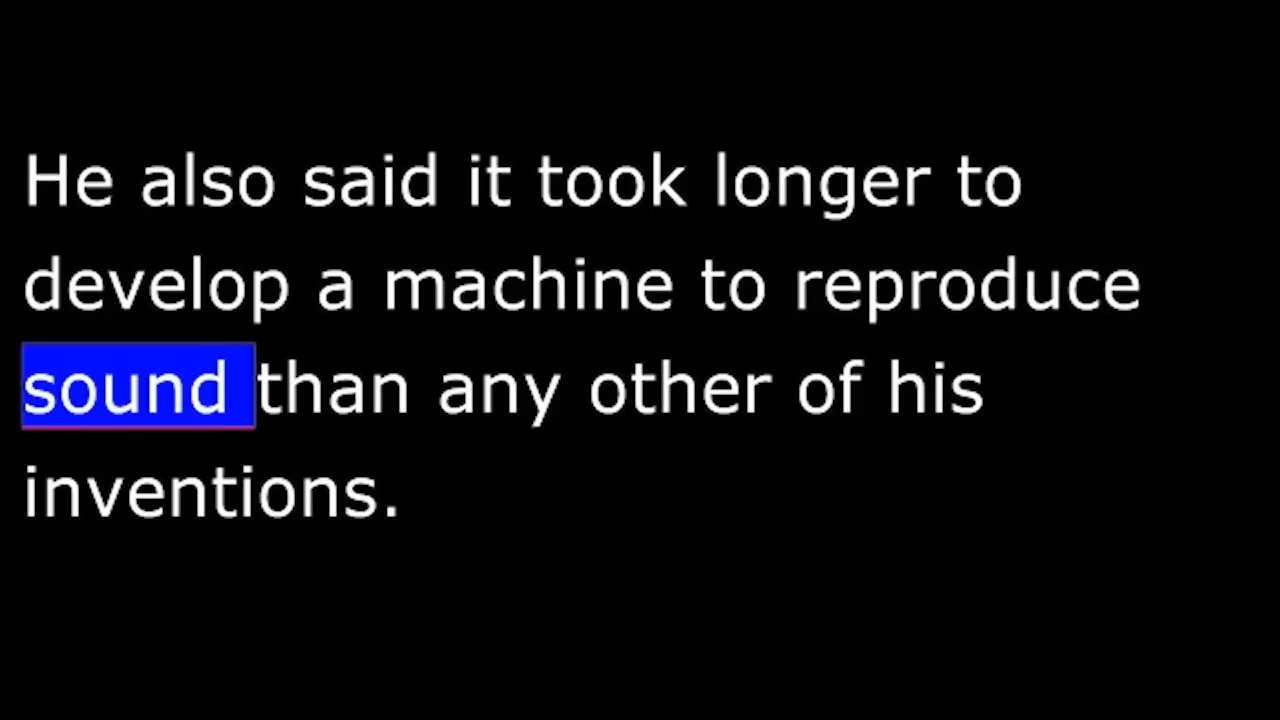 He also said it took longer to
develop a machine to reproduce
sound than any other of his
inventions.